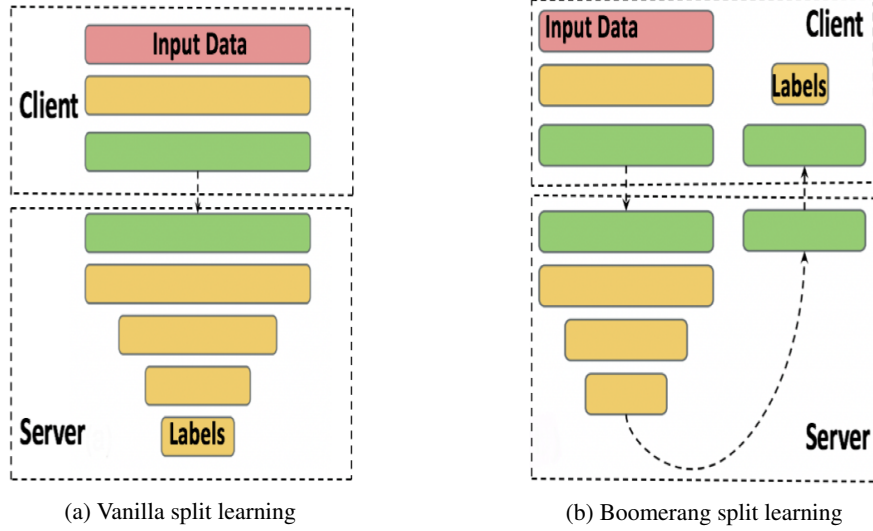 Input Data
Client
Server
Labels
(a) Vanilla split learning
Input Data
Client
Labels
Server
(b) Boomerang split learning